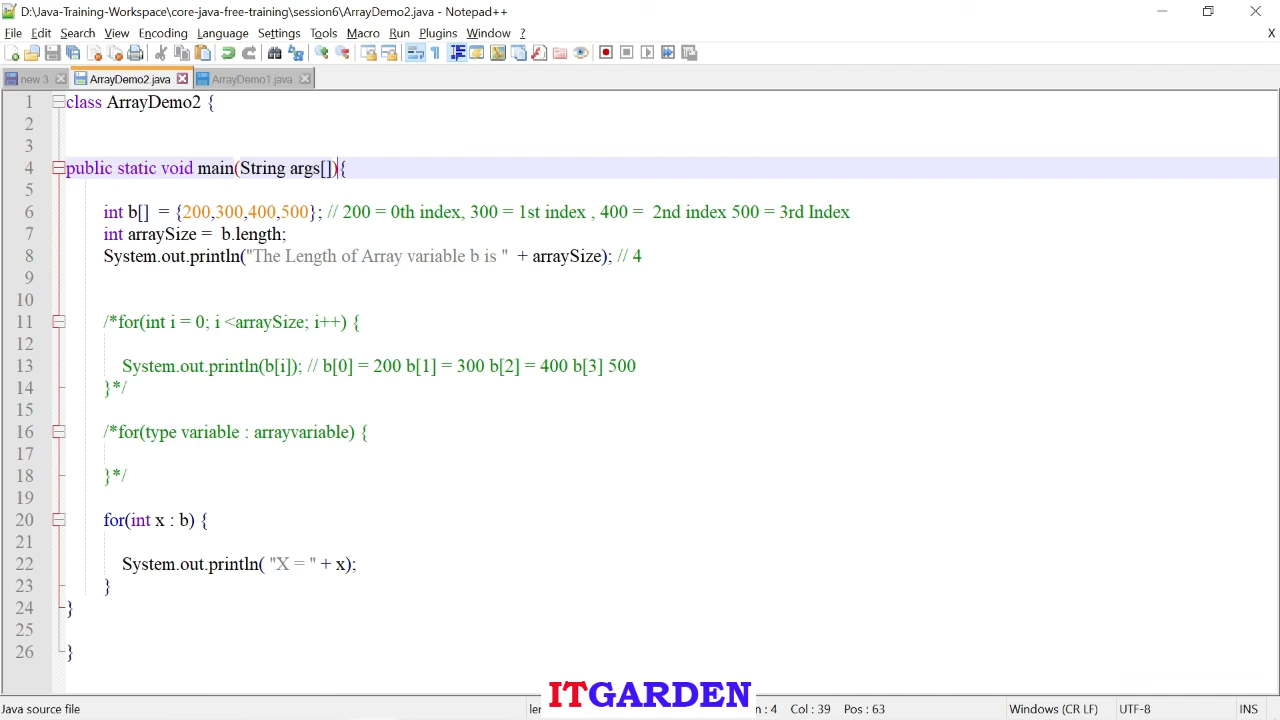 D:\Java-Training-Workspace\core-java-free-training\session6\ArrayDemo2.java - Notepad++
File Edit Search View Encoding Language Settings Tools Macro Run Plugins Window ? X
new 3 ArrayDemo2.java ArrayDemo1.java
1 class ArrayDemo2 {
2
3
4 public static void main(String args[]){
5
6 int b[]  = {200,300,400,500}; // 200 = 0th index, 300 = 1st index , 400 =  2nd index 500 = 3rd Index
7 int arraySize =  b.length;
8 System.out.println("The Length of Array variable b is "  + arraySize); // 4
9
10
11 /*for(int i = 0; i <arraySize; i++) {
12
13 System.out.println(b[i]); // b[0] = 200 b[1] = 300 b[2] = 400 b[3] 500
14 }*/
15
16 /*for(type variable : arrayvariable) {
17
18 }*/
19
20 for(int x : b) {
21
22 System.out.println( "X = " + x);
23 }
24 }
25
26 }
ITGARDEN
Java source file : 4 Col : 39 Pos : 63 Windows (CR LF) UTF-8 INS